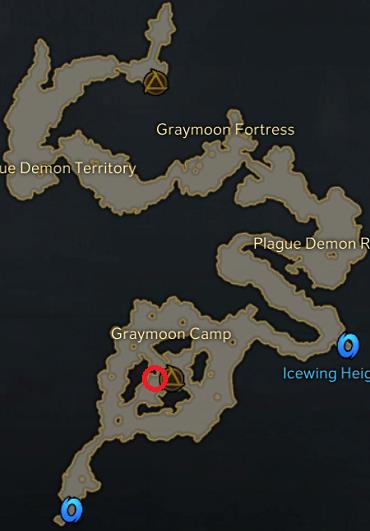 Graymoon Fortress
ue Demon Territory
Plague Demon R
Graymoon Camp
Icewing Heig